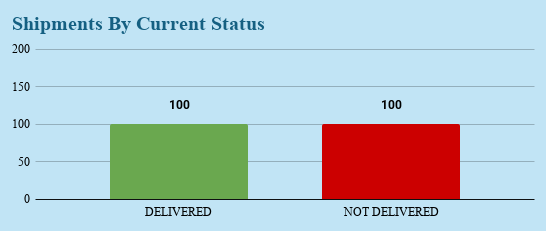 Shipments By Current Status
200
150
100
50
0
100
100
DELIVERED
NOT DELIVERED